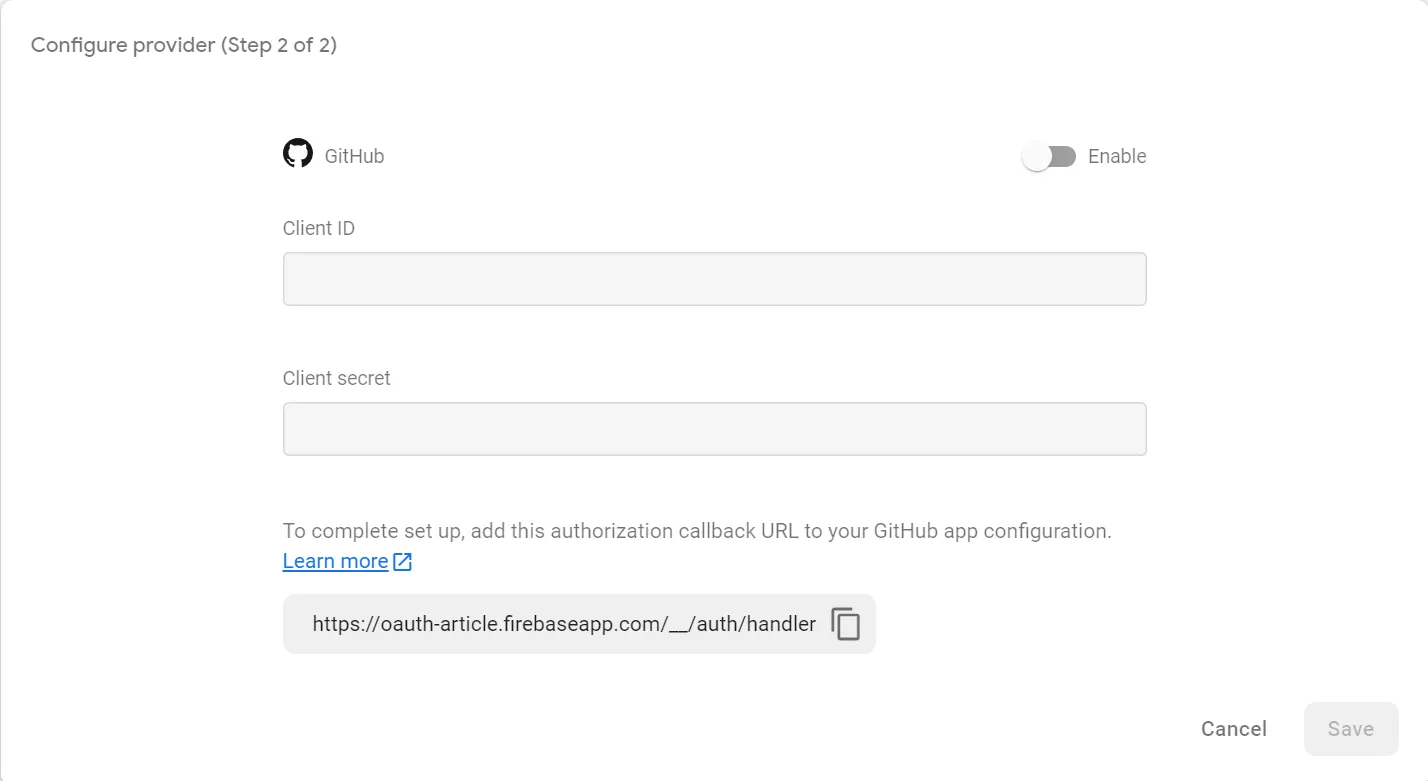 Configure provider (Step 2 of 2)
GitHub
Enable
Client ID
Client secret
To complete set up, add this authorization callback URL to your GitHub app configuration.
Learn more
https://oauth-article.firebaseapp.com/__/auth/handler
Cancel
Save